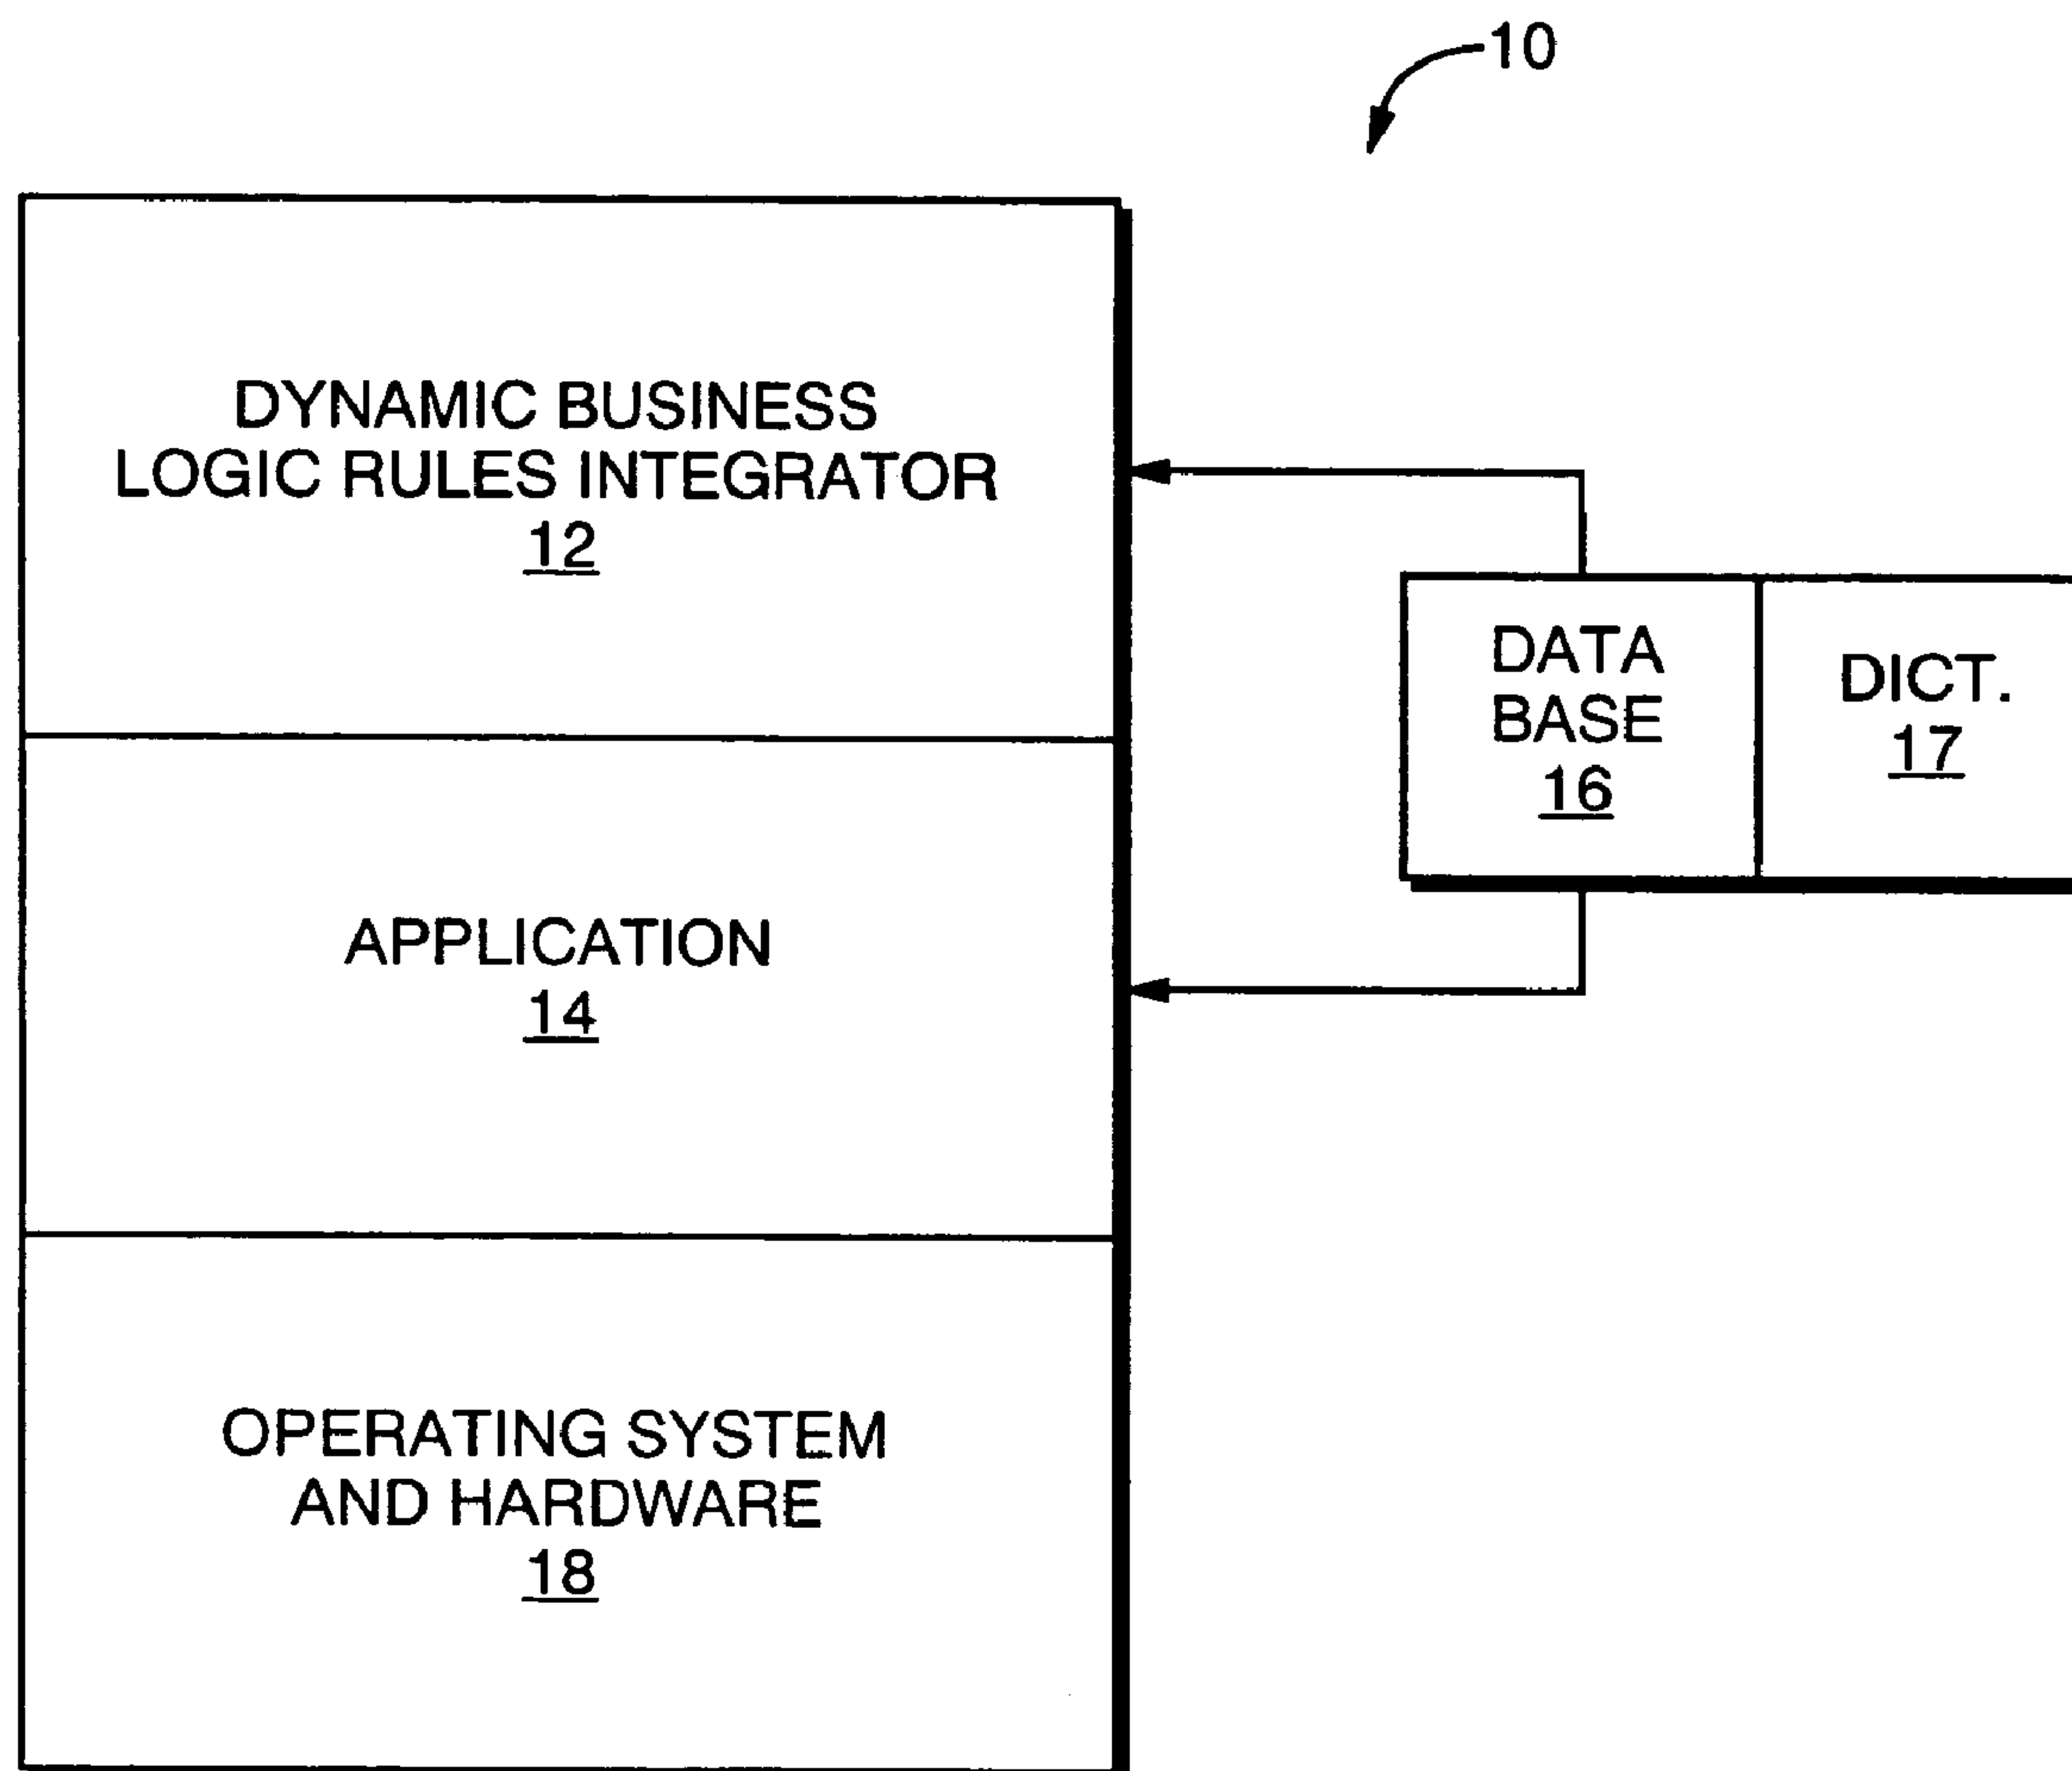 10
DYNAMIC BUSINESS
LOGIC RULES INTEGRATOR
12
DATA
BASE
16
DICT.
17
APPLICATION
14
OPERATING SYSTEM
AND HARDWARE
18